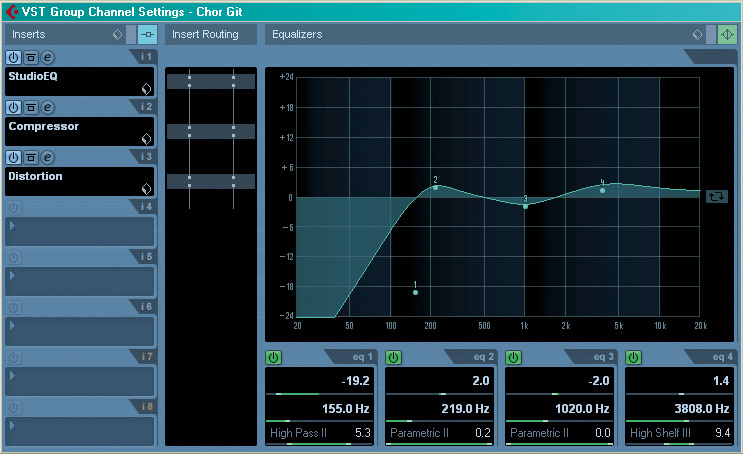 VST Group Channel Settings - Chor Git
Inserts
Insert Routing
Equalizers
e
i 1
StudioEQ
e
i 2
Compressor
e
i 3
Distortion
i 4
i 5
i 6
i 7
i 8
+24
+18
+12
+ 6
0
- 6
-12
-18
-24
20 50 100 200 500 1k 2k 5k 10k 20k
1
2
3
4
eq 1
-19.2
155.0 Hz
High Pass II 5.3
eq 2
2.0
219.0 Hz
Parametric II 0.2
eq 3
-2.0
1020.0 Hz
Parametric II 0.0
eq 4
1.4
3808.0 Hz
High Shelf III 9.4